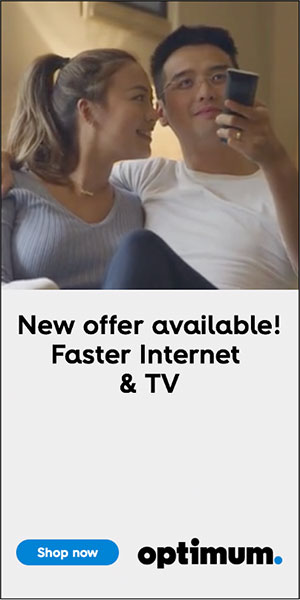 New offer available!
Faster Internet
& TV
Shop now
optimum.